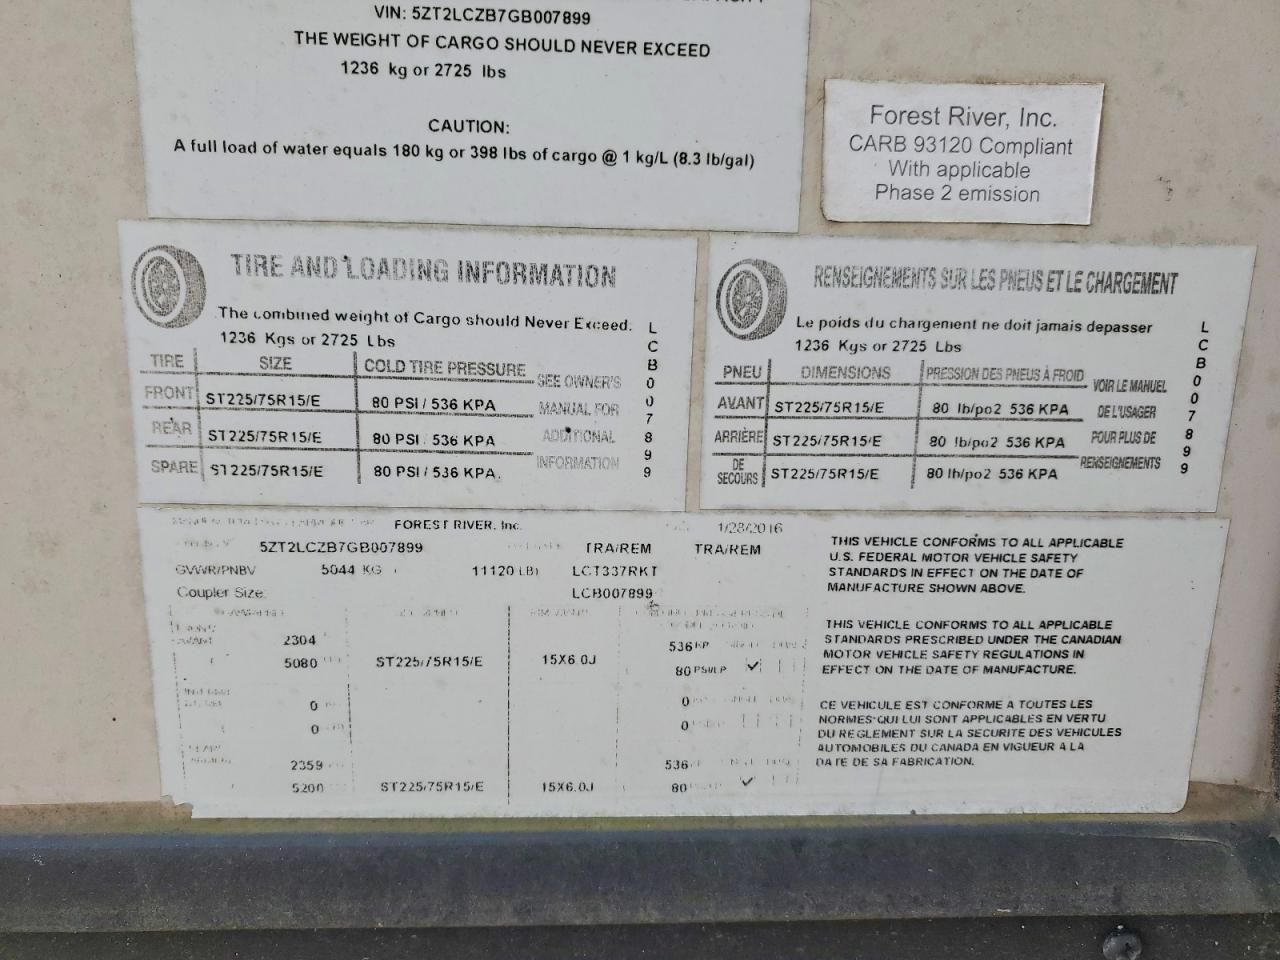 VIN: 5ZT2LCZB7GB007899
THE WEIGHT OF CARGO SHOULD NEVER EXCEED
1236 kg or 2725 lbs
CAUTION:
A full load of water equals 180 kg or 398 lbs of cargo @ 1 kg/L (8.3 lb/gal)
Forest River, Inc.
CARB 93120 Compliant
With applicable
Phase 2 emission
TIRE AND LOADING INFORMATION
The combined weight of Cargo should Never Exceed.
1236 Kgs or 2725 Lbs
TIRE SIZE COLD TIRE PRESSURE
FRONT ST225/75R15/E 80 PSI / 536 KPA
REAR ST225/75R15/E 80 PSI / 536 KPA
SPARE ST225/75R15/E 80 PSI / 536 KPA.
SEE OWNER'S
MANUAL FOR
ADDITIONAL
INFORMATION
LCB007899
RENSEIGNEMENTS SUR LES PNEUS ET LE CHARGEMENT
Le poids du chargement ne doit jamais depasser
1236 Kgs or 2725 Lbs
PNEU DIMENSIONS PRESSION DES PNEUS À FROID
AVANT ST225/75R15/E 80 lb/po2 536 KPA
ARRIÈRE ST225/75R15/E 80 lb/po2 536 KPA
DE
SECOURS ST225/75R15/E 80 lb/po2 536 KPA
VOIR LE MANUEL
DE L'USAGER
POUR PLUS DE
RENSEIGNEMENTS
LCB007899
FOREST RIVER, Inc. 1/28/2016
5ZT2LCZB7GB007899 TRA/REM TRA/REM
GVWR/PNBV 5044 KG 11120 LB) LCT337RKT
Coupler Size: LCB007899
2304 536 KP
5080 ST225/75R15/E 15X6.0J 80 PSI/LP ✓
0 0
0 0
2359 536
5200 ST225/75R15/E 15X6.0J 80 ✓
THIS VEHICLE CONFORMS TO ALL APPLICABLE
U.S. FEDERAL MOTOR VEHICLE SAFETY
STANDARDS IN EFFECT ON THE DATE OF
MANUFACTURE SHOWN ABOVE.
THIS VEHICLE CONFORMS TO ALL APPLICABLE
STANDARDS PRESCRIBED UNDER THE CANADIAN
MOTOR VEHICLE SAFETY REGULATIONS IN
EFFECT ON THE DATE OF MANUFACTURE.
CE VEHICULE EST CONFORME A TOUTES LES
NORMES QUI LUI SONT APPLICABLES EN VERTU
DU REGLEMENT SUR LA SECURITE DES VEHICULES
AUTOMOBILES DU CANADA EN VIGUEUR A LA
DATE DE SA FABRICATION.